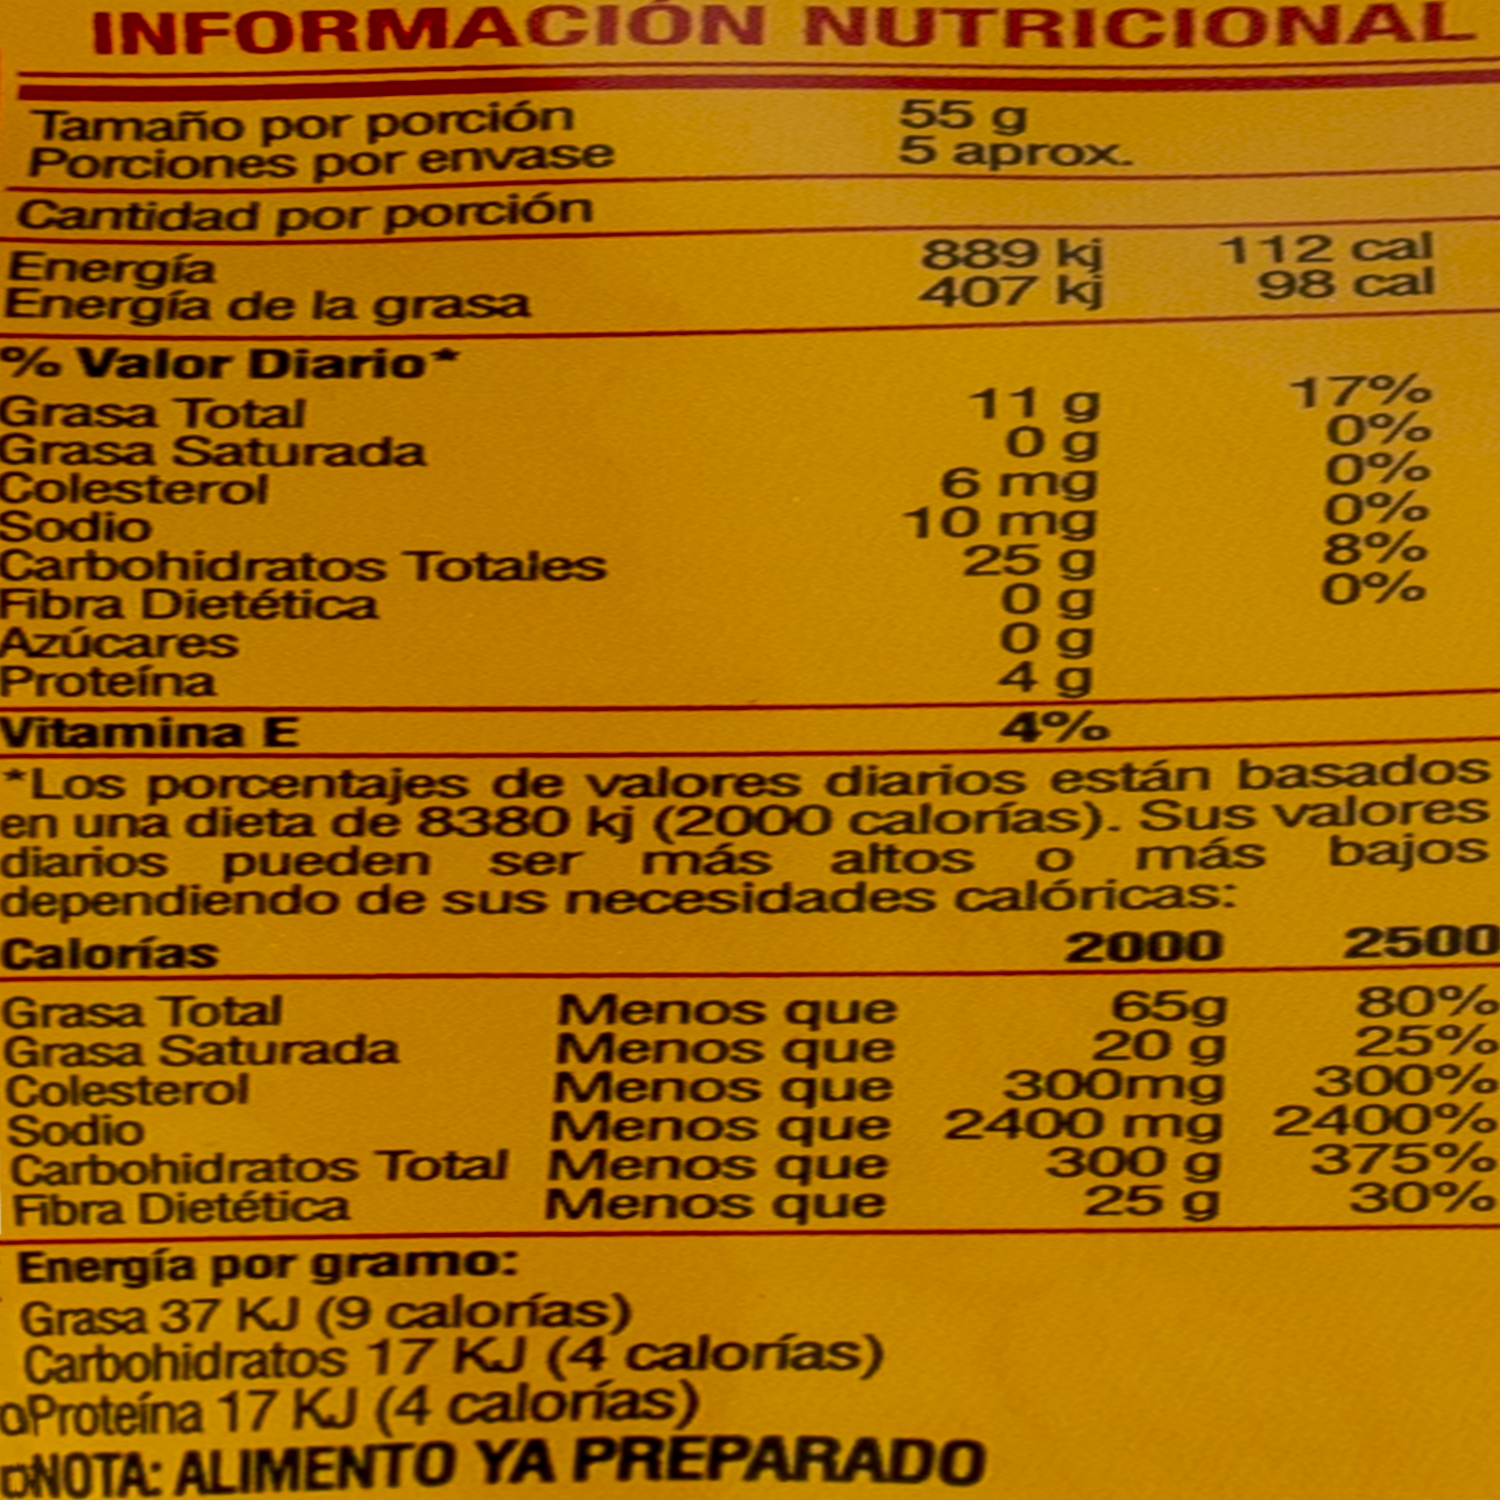 INFORMACIÓN NUTRICIONAL
Tamaño por porción 55 g
Porciones por envase 5 aprox.
Cantidad por porción
Energía 889 kj 112 cal
Energía de la grasa 407 kj 98 cal
% Valor Diario*
Grasa Total 11 g 17%
Grasa Saturada 0 g 0%
Colesterol 6 mg 0%
Sodio 10 mg 0%
Carbohidratos Totales 25 g 8%
Fibra Dietética 0 g 0%
Azúcares 0 g
Proteína 4 g
Vitamina E 4%
*Los porcentajes de valores diarios están basados
en una dieta de 8380 kj (2000 calorías). Sus valores
diarios pueden ser más altos o más bajos
dependiendo de sus necesidades calóricas:
Calorías 2000 2500
Grasa Total Menos que 65g 80%
Grasa Saturada Menos que 20 g 25%
Colesterol Menos que 300mg 300%
Sodio Menos que 2400 mg 2400%
Carbohidratos Total Menos que 300 g 375%
Fibra Dietética Menos que 25 g 30%
Energía por gramo:
Grasa 37 KJ (9 calorías)
Carbohidratos 17 KJ (4 calorías)
Proteína 17 KJ (4 calorías)
NOTA: ALIMENTO YA PREPARADO